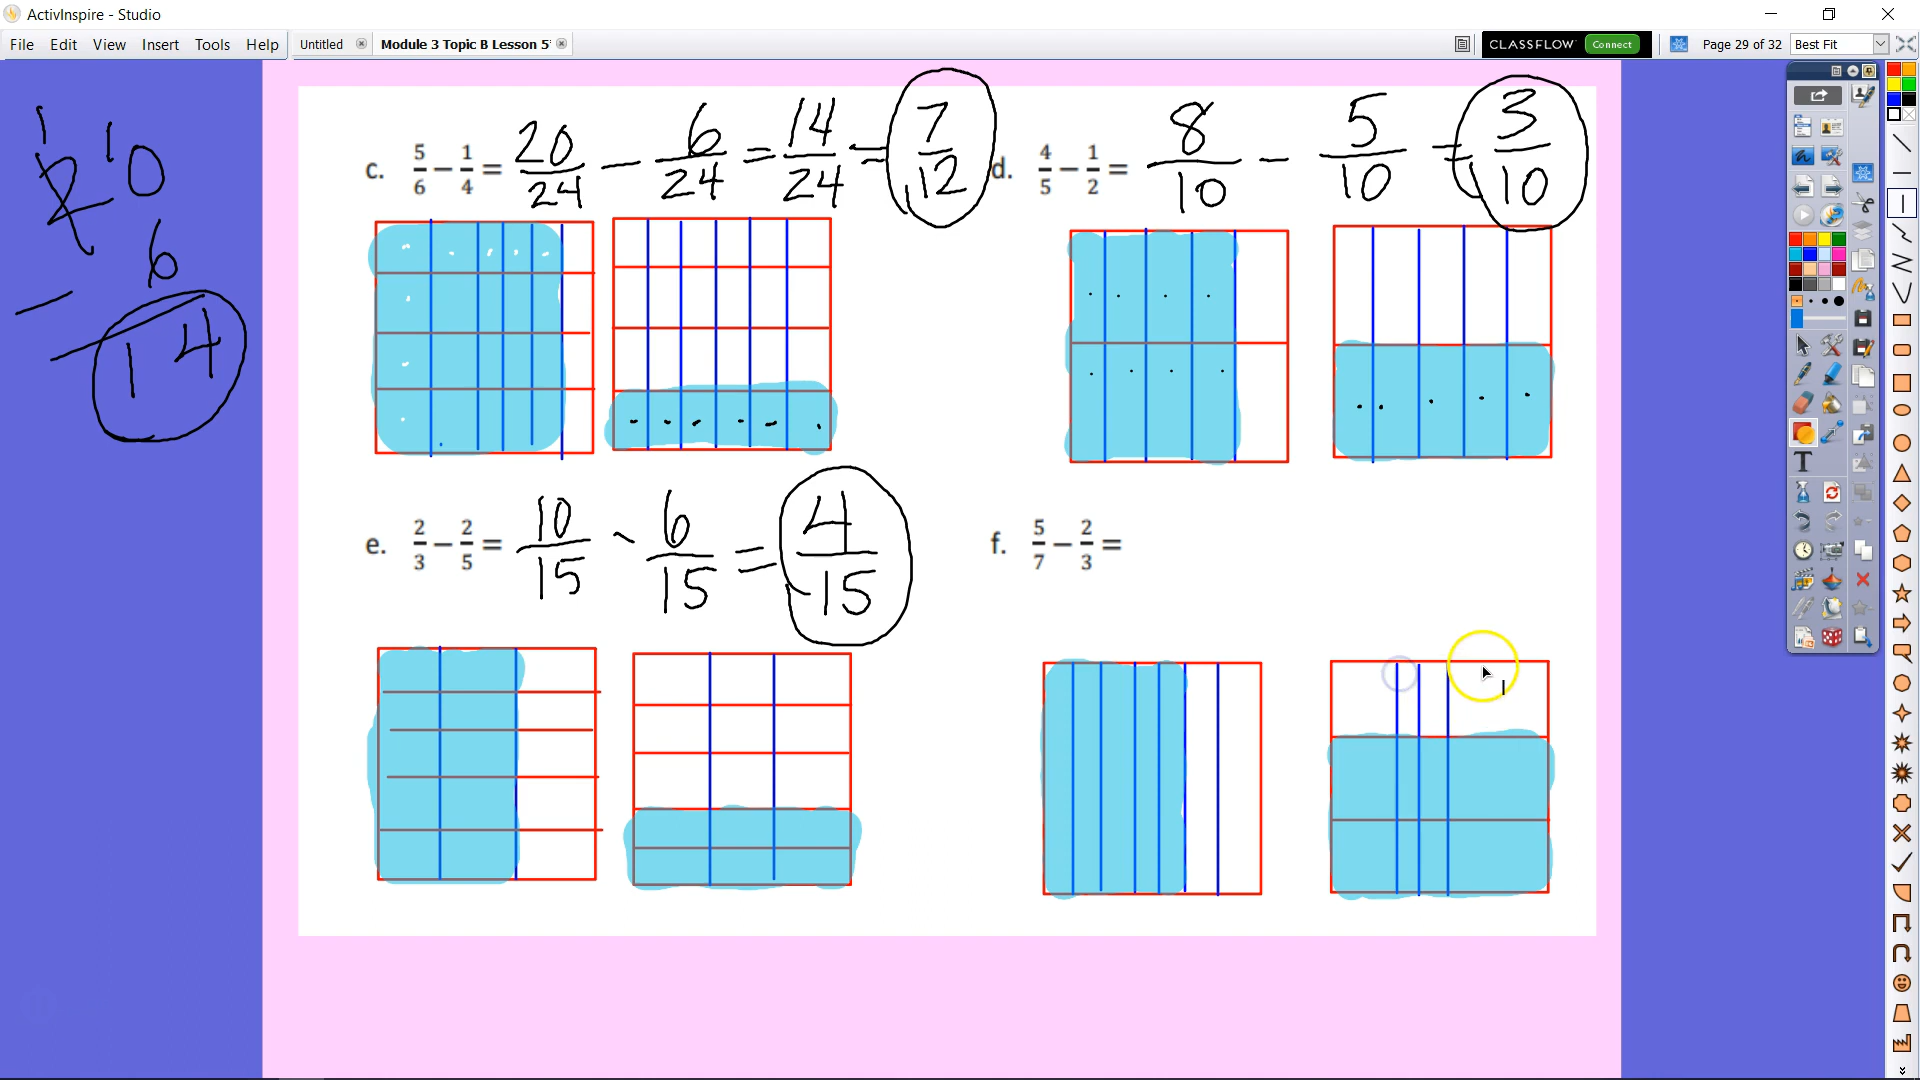 ActivInspire - Studio
File Edit View Insert Tools Help Untitled Module 3 Topic B Lesson 5 CLASSFLOW Connect Page 29 of 32 Best Fit
c. 5/6 − 1/4 = 20/24 − 6/24 = 14/24 = 7/12
d. 4/5 − 1/2 = 8/10 − 5/10 = 3/10
1
2 10
− 6
14
e. 2/3 − 2/5 = 10/15 - 6/15 = 4/15
f. 5/7 − 2/3 =